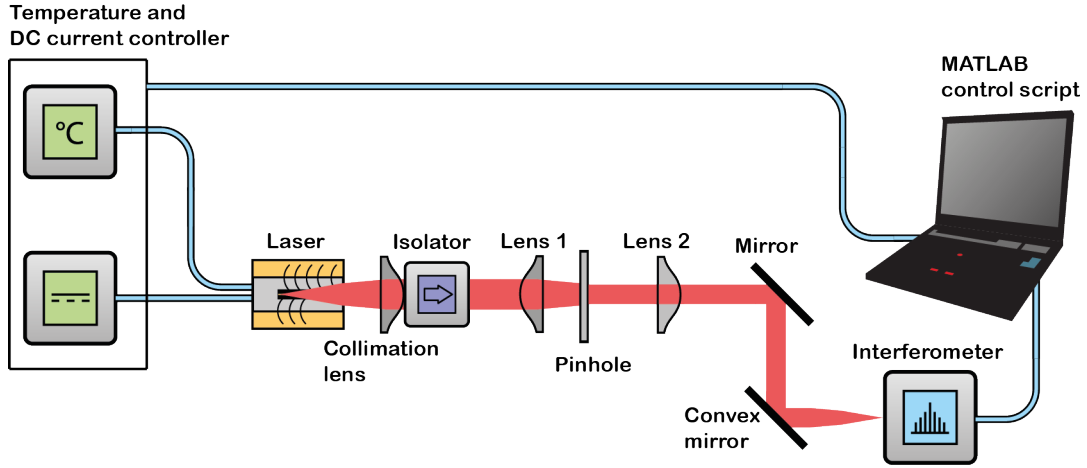 Temperature and
DC current controller
MATLAB
control script
°C
Laser
Isolator
Lens 1
Lens 2
Mirror
Collimation
lens
Pinhole
Interferometer
Convex
mirror